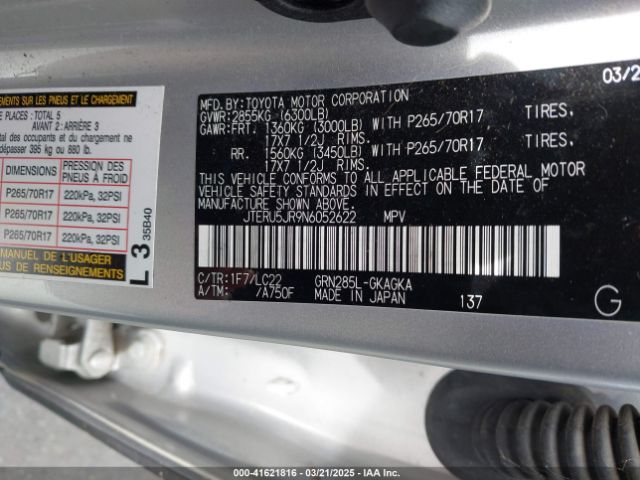 EMENTS SUR LES PNEUS ET LE CHARGEMENT
E PLACES: TOTAL 5
AVANT 2: ARRIÈRE 3
des occupants et du chargement ne
dépasser 395 kg ou 880 lb.
DIMENSIONS PRESSION DES PNEUS À FROID
P265/70R17 220kPa, 32PSI
P265/70R17 220kPa, 32PSI
P265/70R17 220kPa, 32PSI
MANUEL DE L'USAGER
CHARGEMENT
L 3
35B40
03/2
MFD.BY:TOYOTA MOTOR CORPORATION
GVWR:2855KG (6300LB)
GAWR:FRT. 1360KG (3000LB) WITH P265/70R17 TIRES.
17X7 1/2J RIMS.
RR. 1560KG (3450LB) WITH P265/70R17 TIRES.
17X7 1/2J RIMS.
THIS VEHICLE CONFORMS TO ALL APPLICABLE FEDERAL MOTOR
VEHICLE SAFETY STANDARDS IN EFFECT ON THE DATE OF
MANUFACTURE SHOWN ABOVE.
JTERU5JR9N6052622 MPV
C/TR:1F7/LC22 GRN285L-GKAGKA
A/TM: /A750F MADE IN JAPAN 137
G
000-41621816 - 03/21/2025 - IAA, Inc.